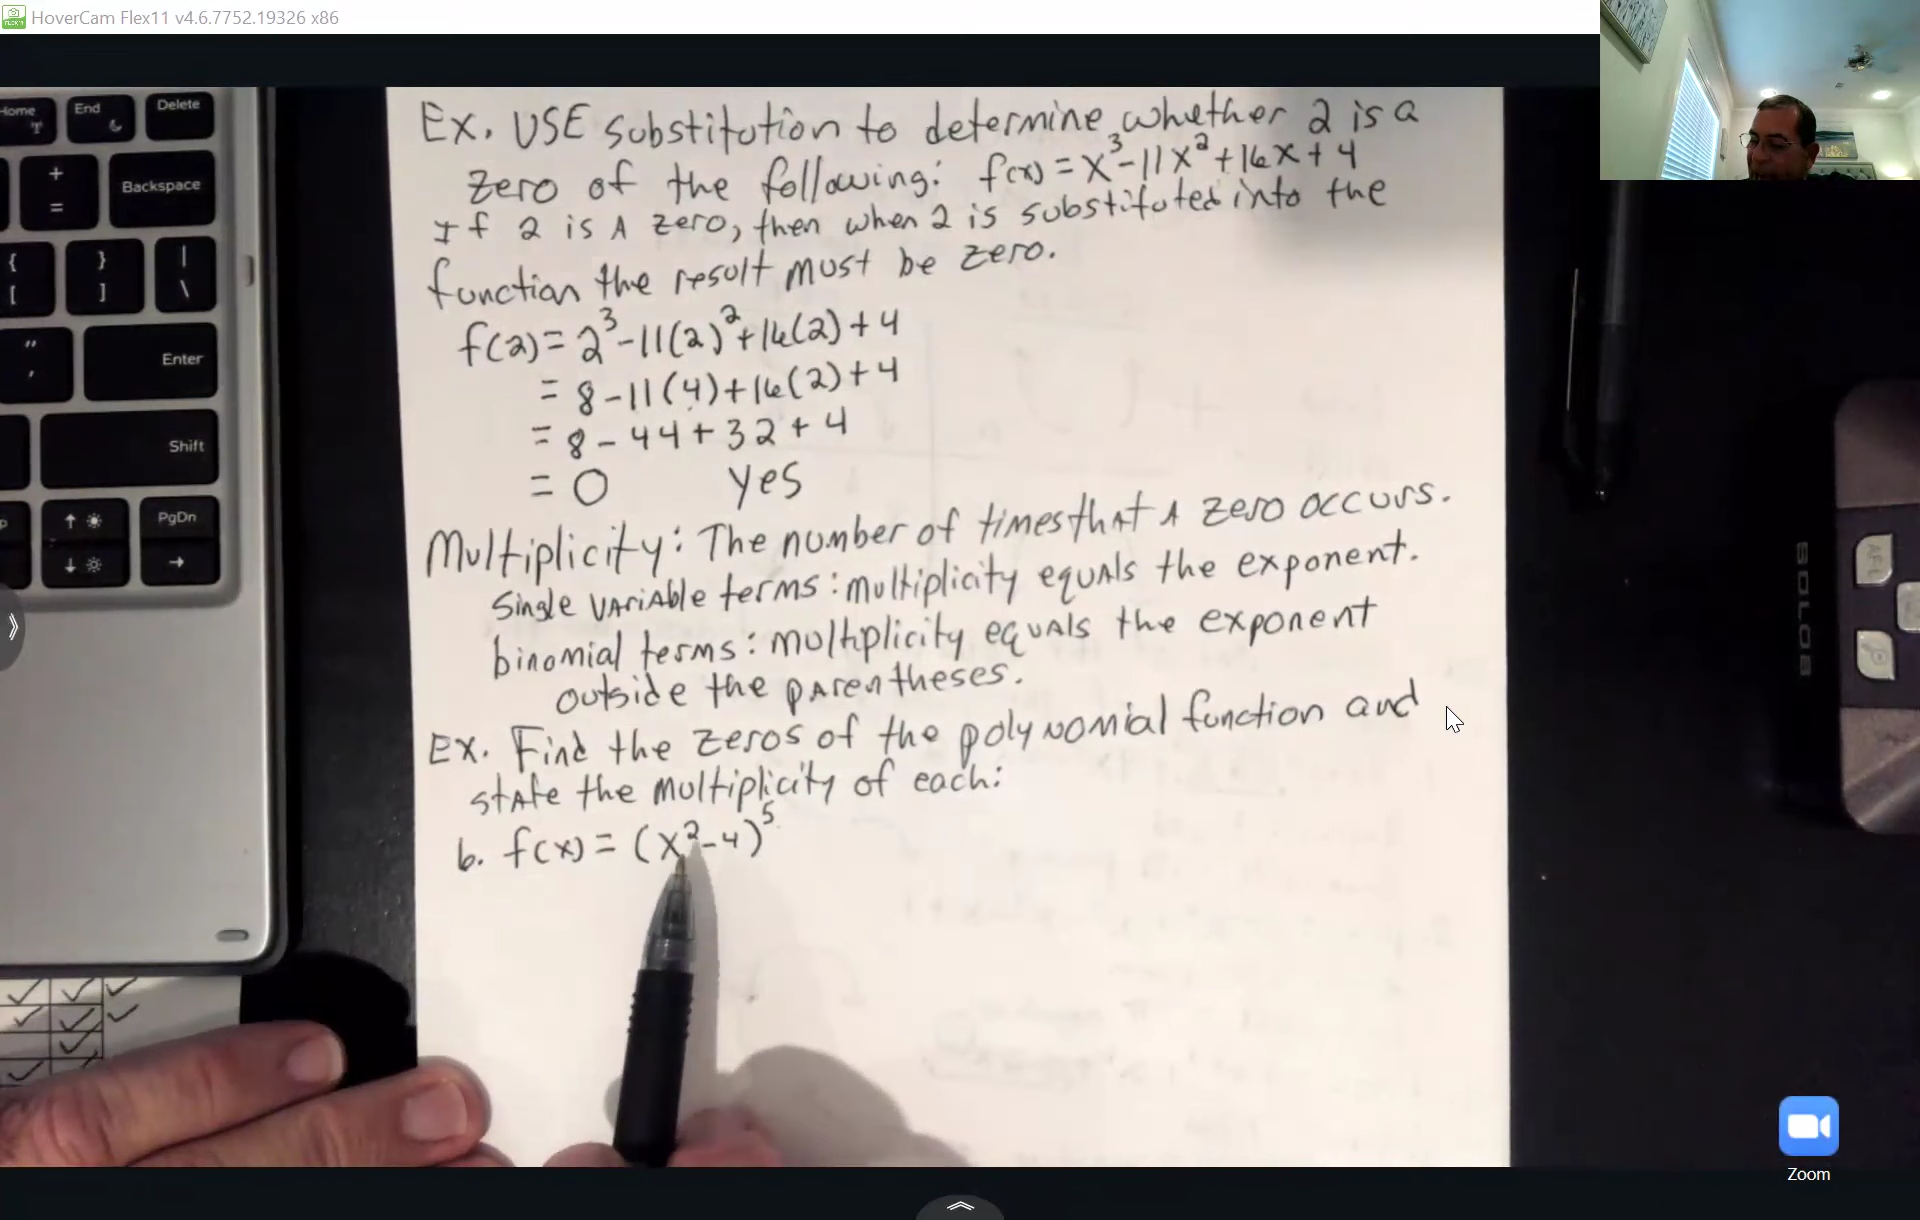 HoverCam Flex11 v4.6.7752.19326 x86
Home End Delete
+ = Backspace
{ [ } ] | \
" , Enter
Shift
PgDn
Ex. USE substitution to determine whether 2 is a
zero of the following: f(x) = x³-11x²+16x+4
If 2 is A zero, then when 2 is substituted into the
function the result must be zero.
f(2) = 2³-11(2)²+16(2)+4
= 8-11(4)+16(2)+4
= 8-44+32+4
= 0 yes
Multiplicity: The number of times that A zero occurs.
Single VARIABle terms: multiplicity equAls the exponent.
binomial terms: multiplicity equAls the exponent
outside the pArentheses.
Ex. Find the zeros of the polynomial function and
stAte the multiplicity of each:
b. f(x) = (x²-4)⁵
SOLO8
Zoom